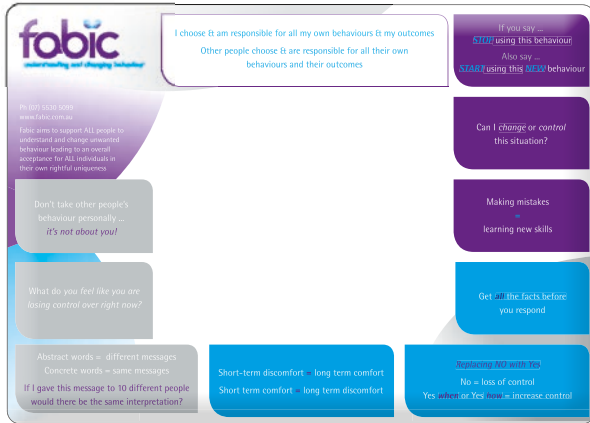 fabic
understanding and changing behaviour
I choose & am responsible for all my own behaviours & my outcomes
Other people choose & are responsible for all their own
behaviours and their outcomes
If you say ...
STOP using this behaviour
Also say ...
START using this NEW behaviour
Ph (07) 5530 5099
www.fabic.com.au
Fabic aims to support ALL people to
understand and change unwanted
behaviour leading to an overall
acceptance for ALL individuals in
their own rightful uniqueness
Can I change or control
this situation?
Don't take other people's
behaviour personally ...
it's not about you!
Making mistakes
=
learning new skills
What do you feel like you are
losing control over right now?
Get all the facts before
you respond
Abstract words = different messages
Concrete words = same messages
If I gave this message to 10 different people
would there be the same interpretation?
Short-term discomfort = long term comfort
Short term comfort = long term discomfort
Replacing NO with Yes
No = loss of control
Yes when or Yes how = increase control